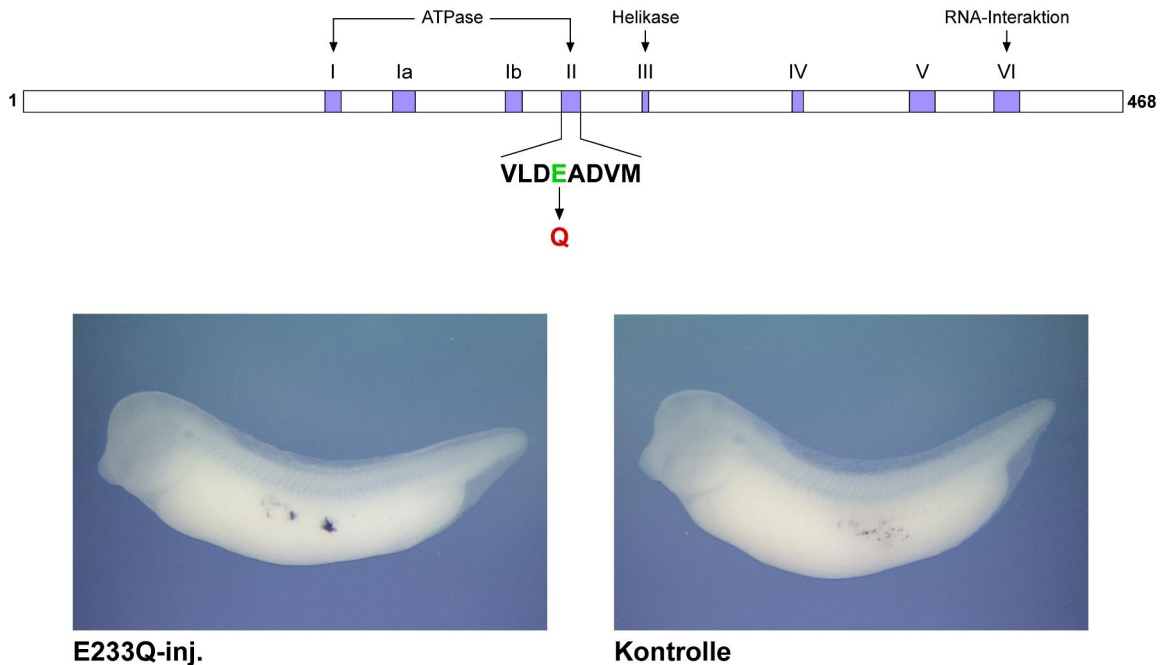 ATPase Helikase RNA-Interaktion
I Ia Ib II III IV V VI
1 468
VLDEADVM
Q
E233Q-inj. Kontrolle